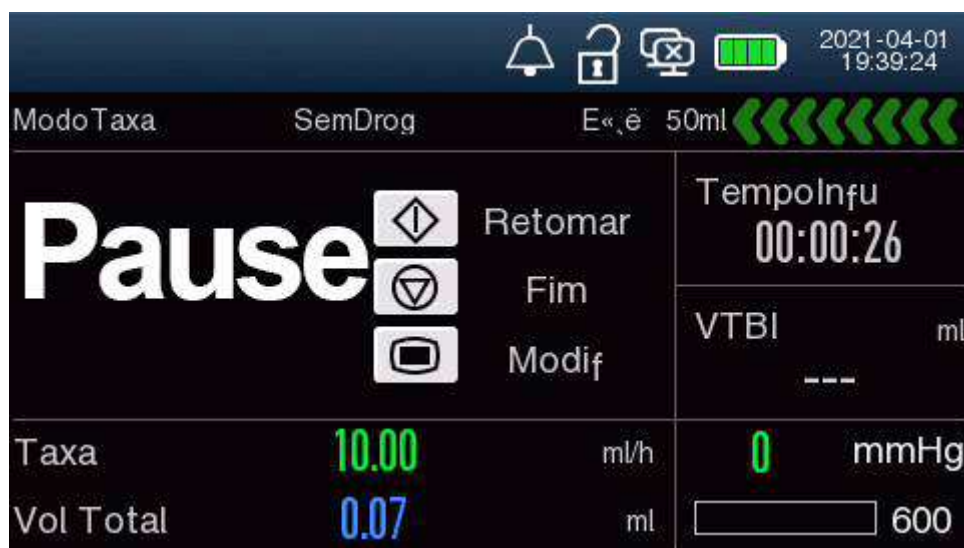 2021-04-01
19:39:24
ModoTaxa SemDrog E«˛ë 50ml
Pause
Retomar
Fim
Modif
TempoInfu
00:00:26
VTBI ml
---
Taxa 10.00 ml/h
0 mmHg
Vol Total 0.07 ml
600